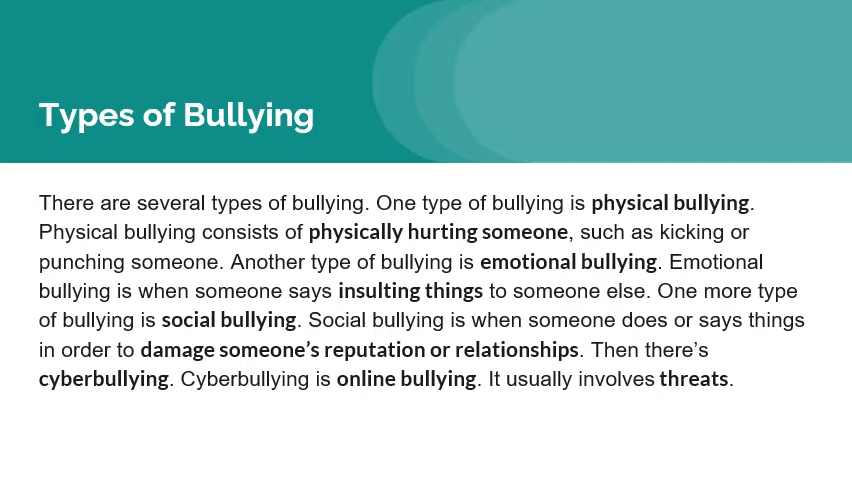 Types of Bullying
There are several types of bullying. One type of bullying is physical bullying.
Physical bullying consists of physically hurting someone, such as kicking or
punching someone. Another type of bullying is emotional bullying. Emotional
bullying is when someone says insulting things to someone else. One more type
of bullying is social bullying. Social bullying is when someone does or says things
in order to damage someone’s reputation or relationships. Then there’s
cyberbullying. Cyberbullying is online bullying. It usually involves threats.